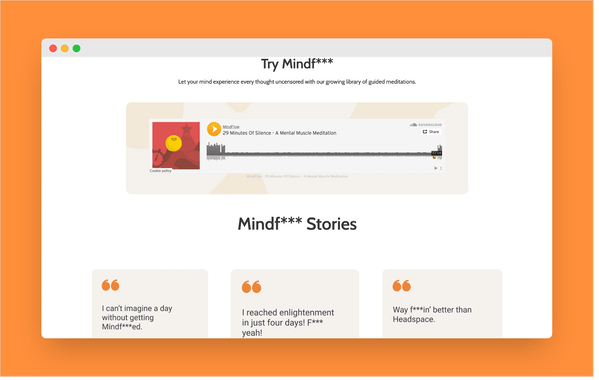 Try Mindf***
Let your mind experience every thought uncensored with our growing library of guided meditations.
29 Minutes Of Silence - A Mental Muscle Meditation
Share
Cookie policy
Mindf*** Stories
I can't imagine a day
without getting
Mindf***ed.
I reached enlightenment
in just four days! F***
yeah!
Way f***in' better than
Headspace.